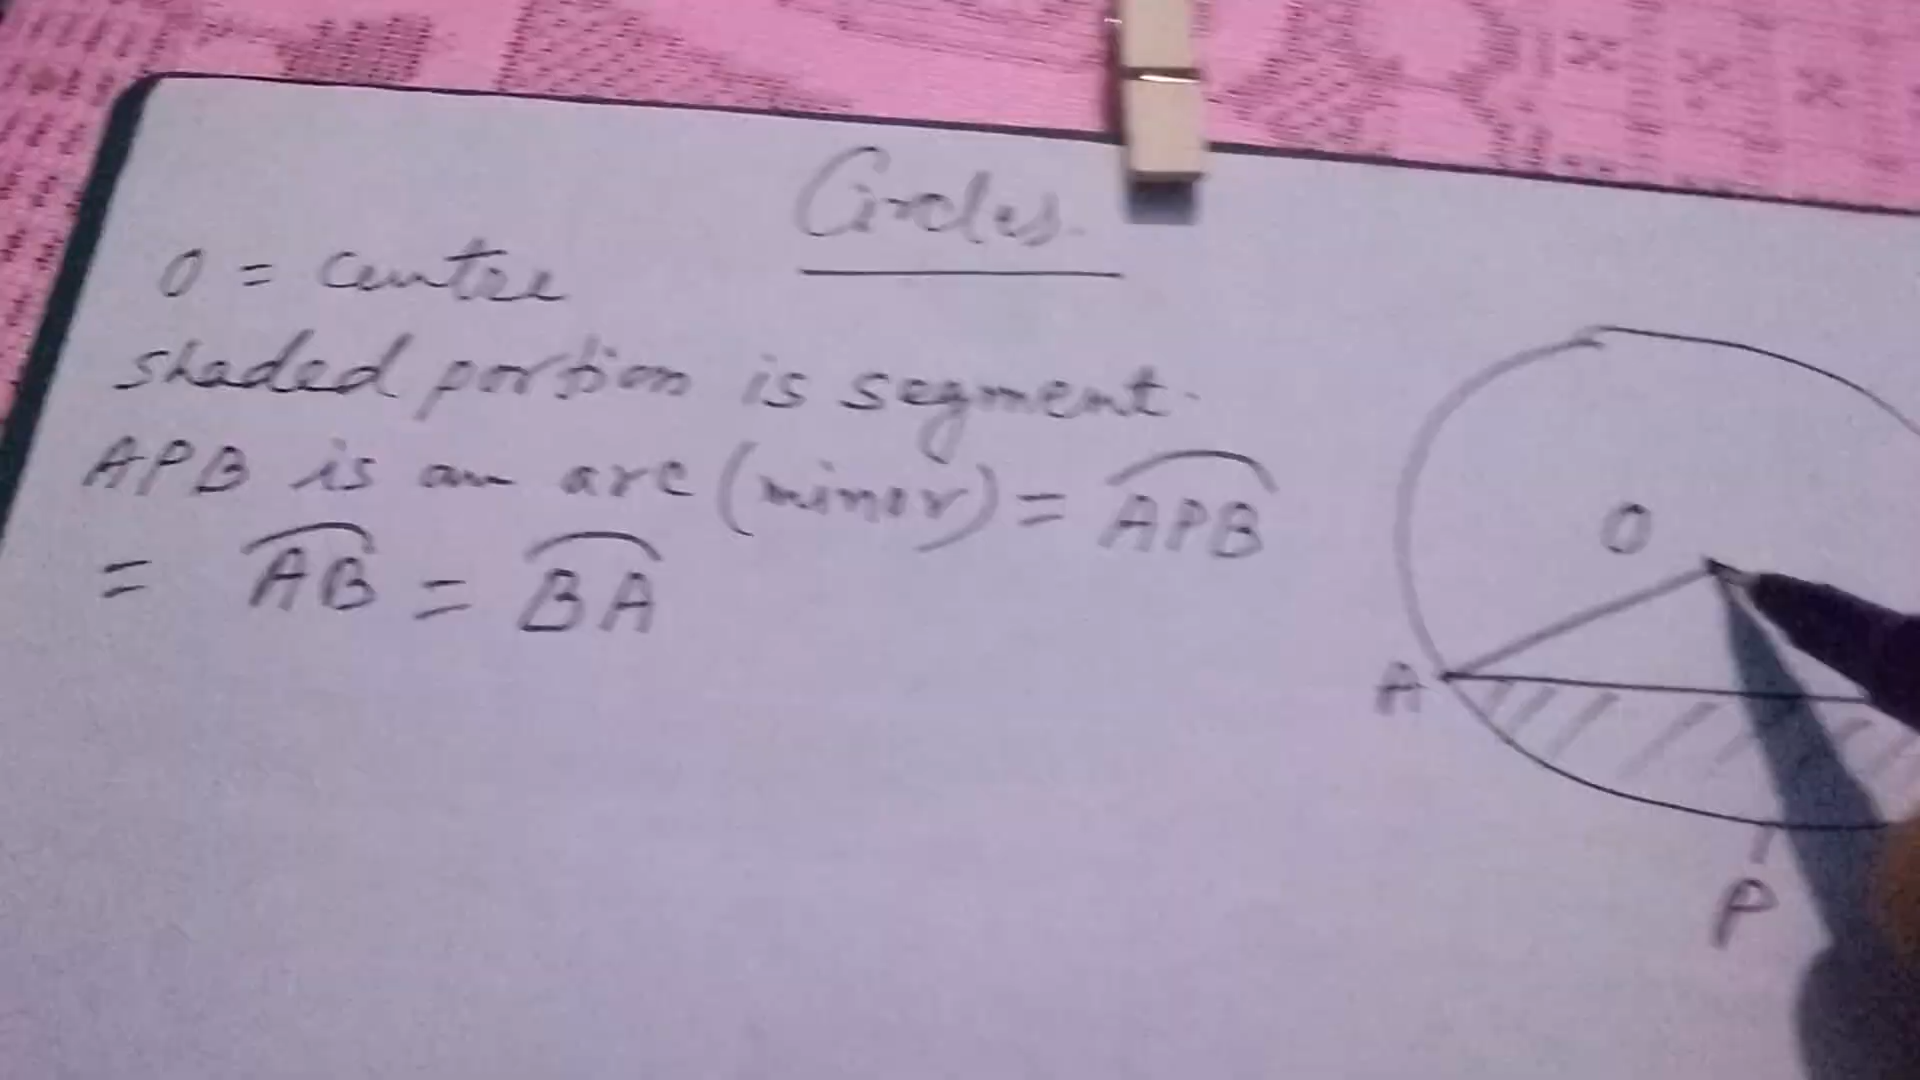 Circles.
O = centre
shaded portion is segment.
APB is an arc (minor) = APB
= AB = BA
O
A
P